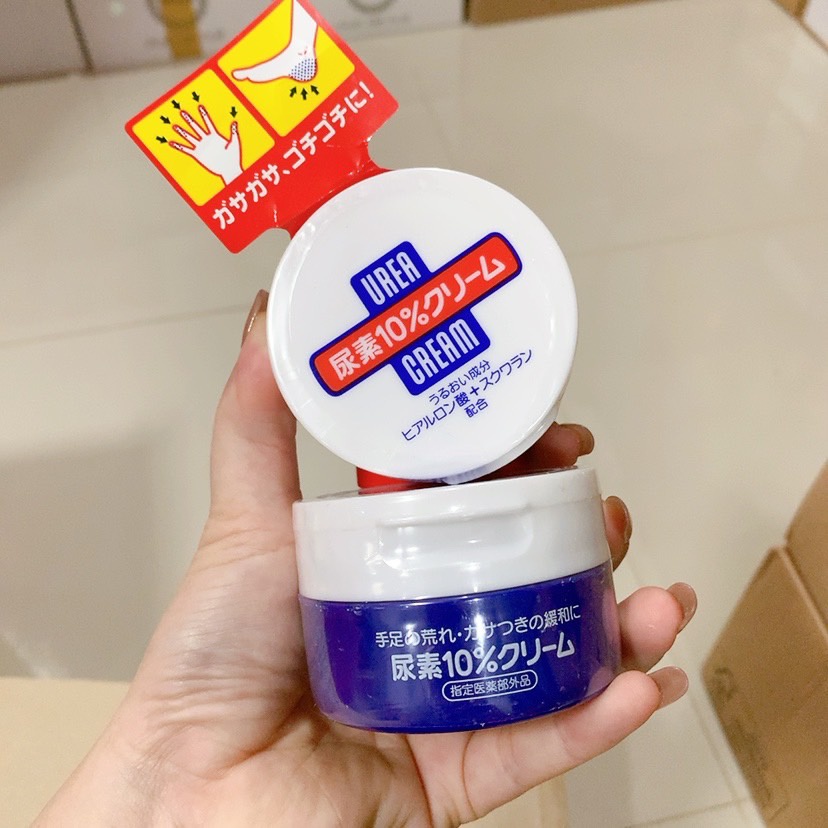 ガサガサ、ゴチゴチに!
UREA
尿素10%クリーム
CREAM
うるおい成分
ヒアルロン酸+スクワラン
配合
手足の荒れ・カサつきの緩和に
尿素10%クリーム
指定医薬部外品